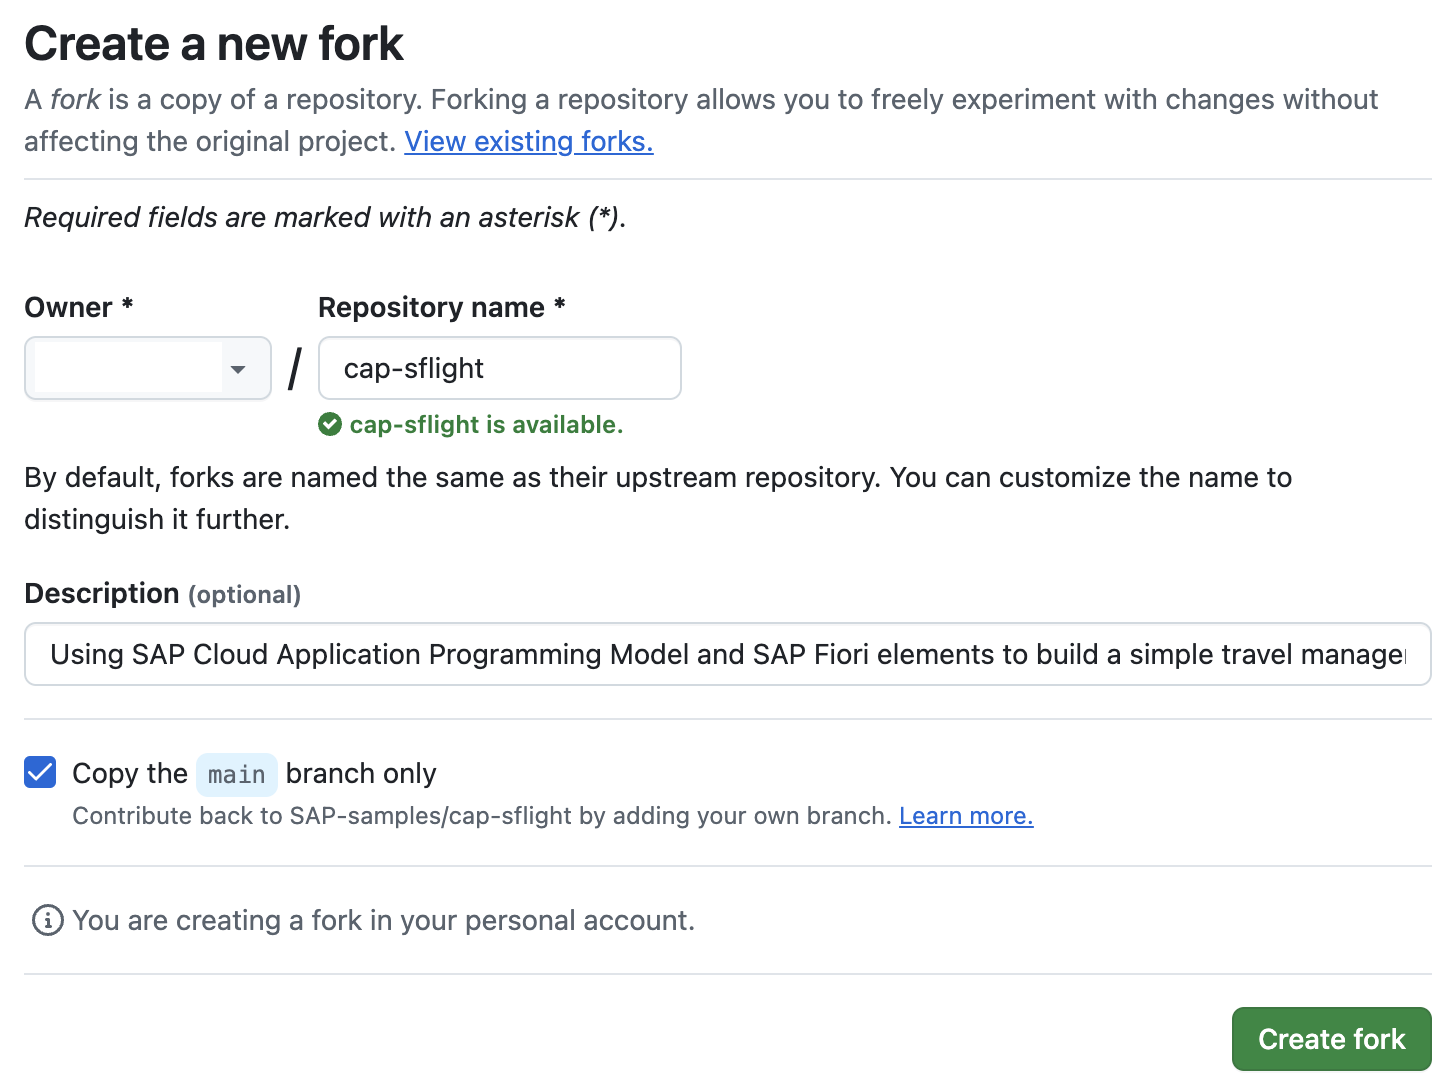 Create a new fork
A fork is a copy of a repository. Forking a repository allows you to freely experiment with changes without
affecting the original project. View existing forks.
Required fields are marked with an asterisk (*).
Owner *
Repository name *
/
cap-sflight
cap-sflight is available.
By default, forks are named the same as their upstream repository. You can customize the name to
distinguish it further.
Description (optional)
Using SAP Cloud Application Programming Model and SAP Fiori elements to build a simple travel
Copy the main branch only
Contribute back to SAP-samples/cap-sflight by adding your own branch. Learn more.
You are creating a fork in your personal account.
Create fork